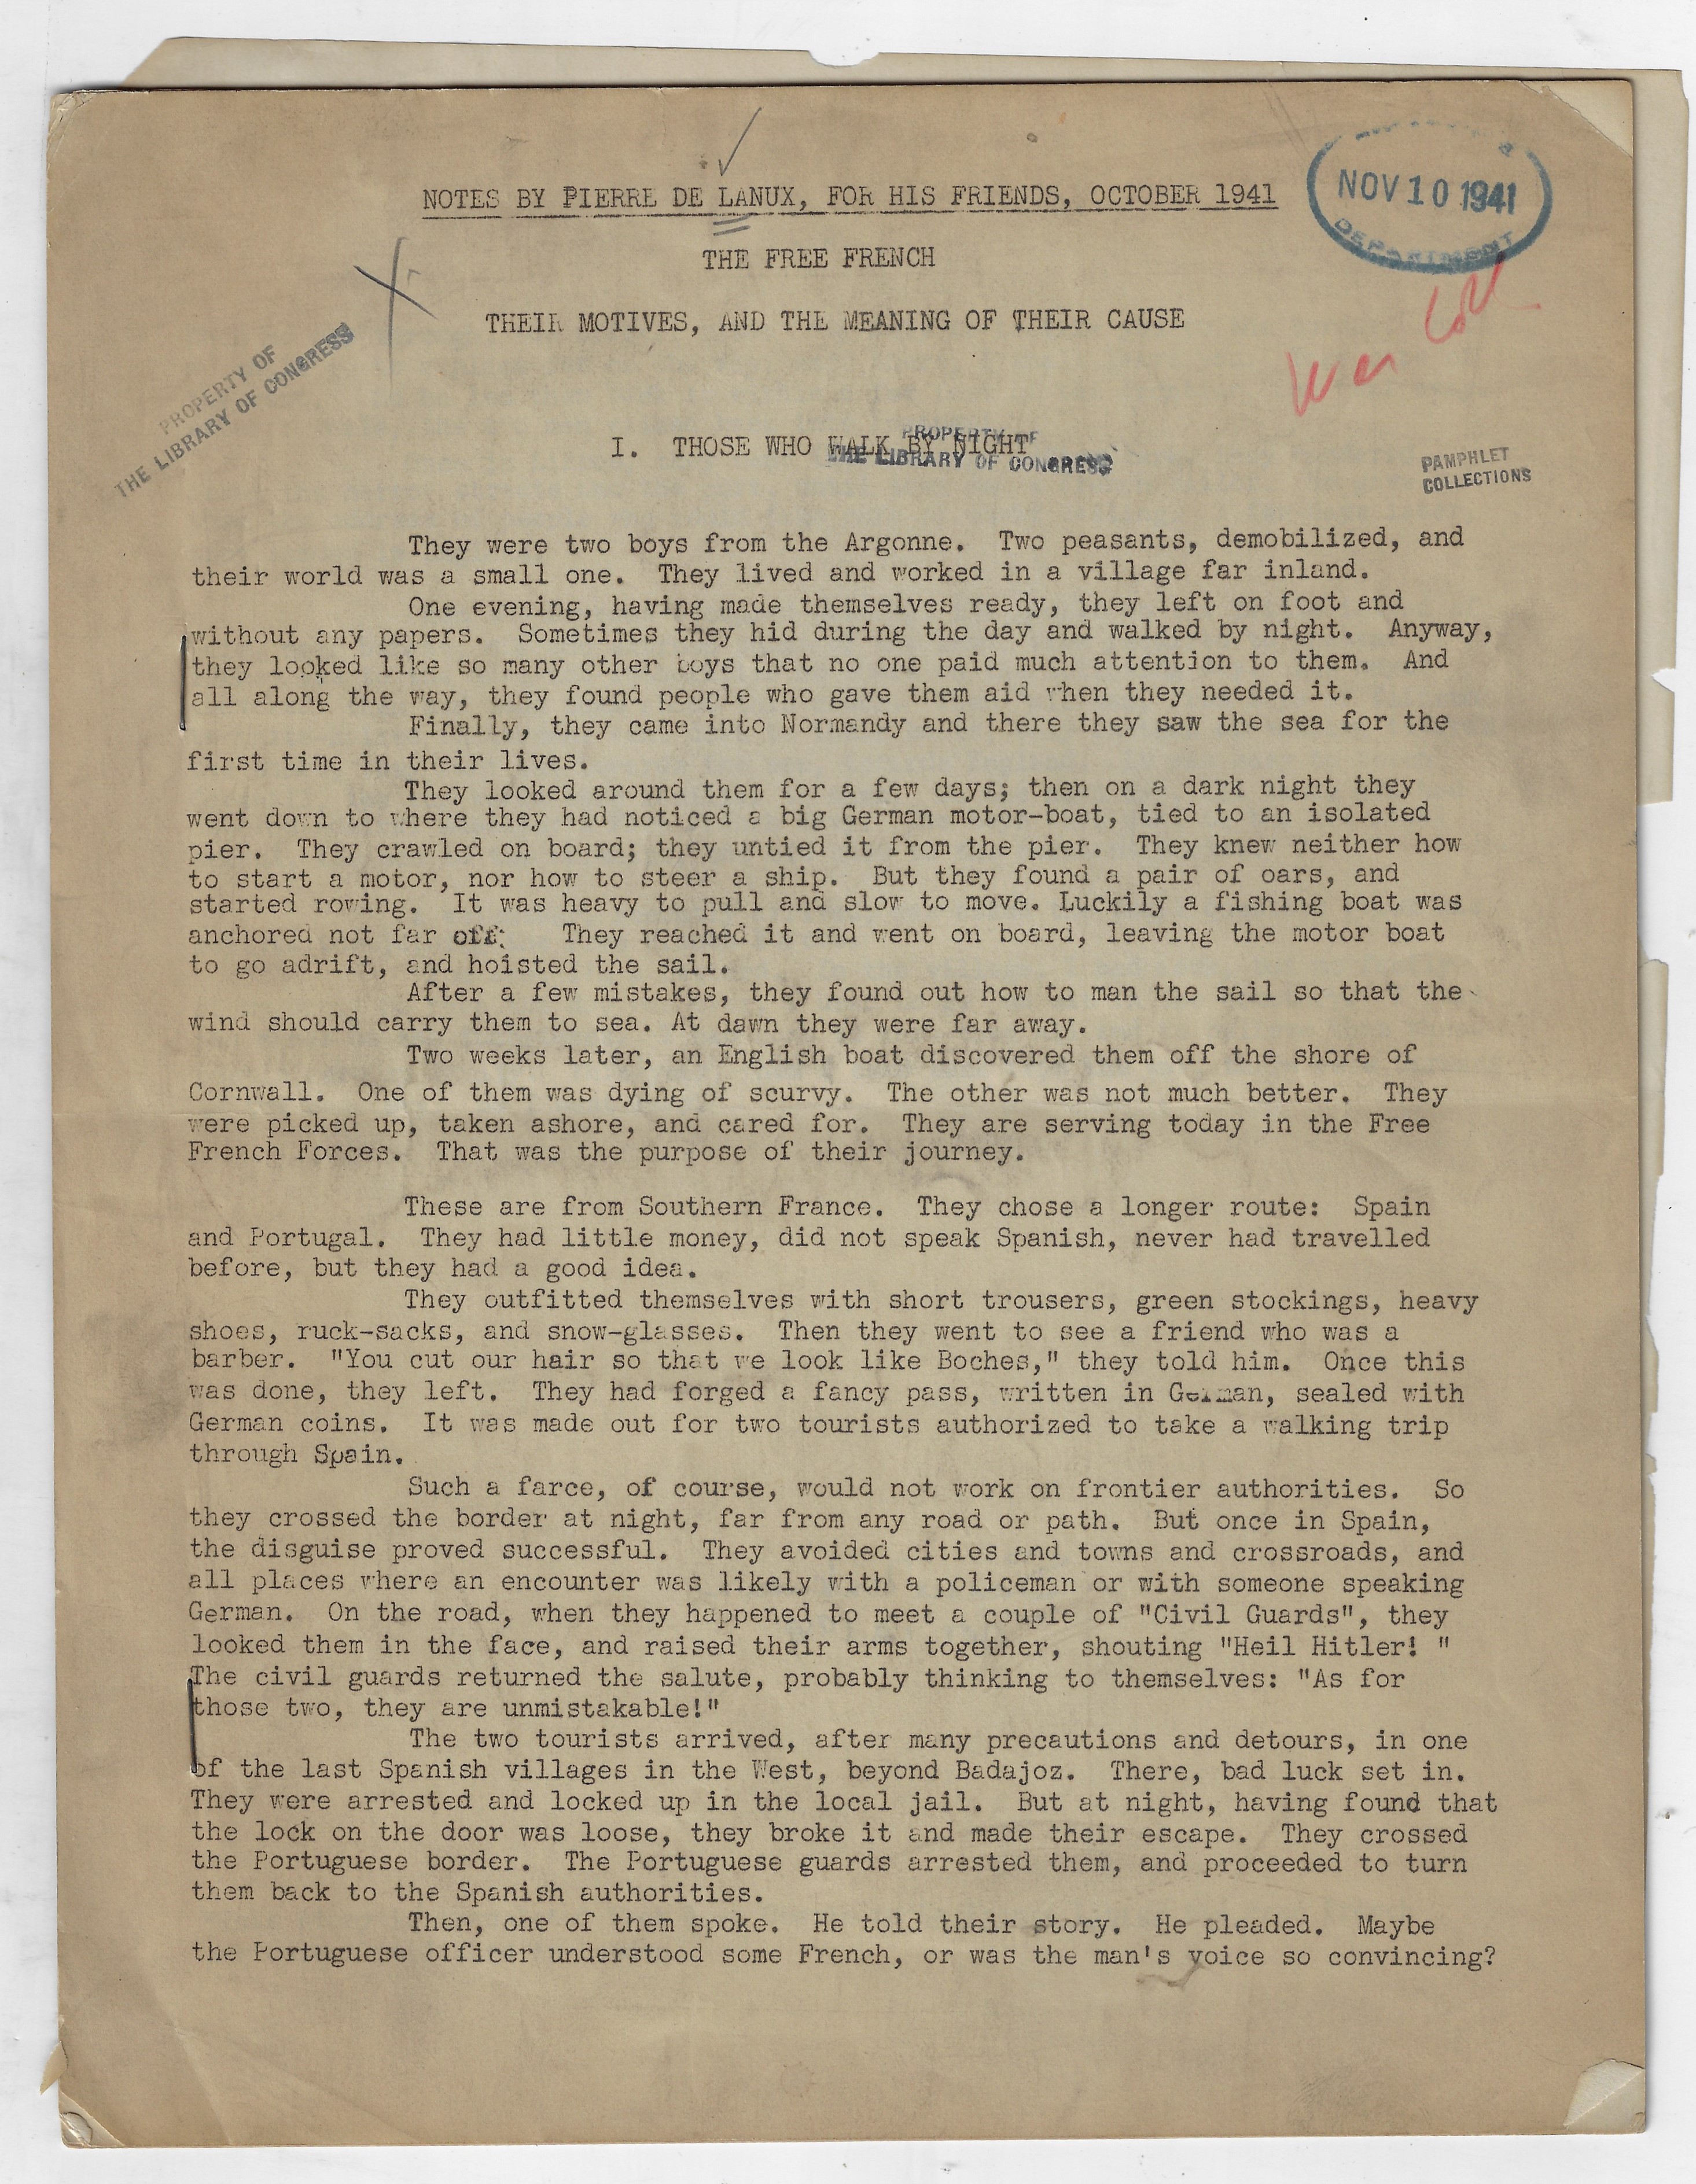 NOTES BY PIERRE DE LANUX, FOR HIS FRIENDS, OCTOBER 1941
NOV 10 1941
DEPARTMENT
THE FREE FRENCH
THEIR MOTIVES, AND THE MEANING OF THEIR CAUSE
War Coll
PROPERTY OF
THE LIBRARY OF CONGRESS
I. THOSE WHO WALK BY NIGHT
PROPERTY OF
THE LIBRARY OF CONGRESS
PAMPHLET
COLLECTIONS
They were two boys from the Argonne. Two peasants, demobilized, and
their world was a small one. They lived and worked in a village far inland.
One evening, having made themselves ready, they left on foot and
without any papers. Sometimes they hid during the day and walked by night. Anyway,
they looked like so many other boys that no one paid much attention to them. And
all along the way, they found people who gave them aid when they needed it.
Finally, they came into Normandy and there they saw the sea for the
first time in their lives.
They looked around them for a few days; then on a dark night they
went down to where they had noticed a big German motor-boat, tied to an isolated
pier. They crawled on board; they untied it from the pier. They knew neither how
to start a motor, nor how to steer a ship. But they found a pair of oars, and
started rowing. It was heavy to pull and slow to move. Luckily a fishing boat was
anchored not far off; They reached it and went on board, leaving the motor boat
to go adrift, and hoisted the sail.
After a few mistakes, they found out how to man the sail so that the
wind should carry them to sea. At dawn they were far away.
Two weeks later, an English boat discovered them off the shore of
Cornwall. One of them was dying of scurvy. The other was not much better. They
were picked up, taken ashore, and cared for. They are serving today in the Free
French Forces. That was the purpose of their journey.
These are from Southern France. They chose a longer route: Spain
and Portugal. They had little money, did not speak Spanish, never had travelled
before, but they had a good idea.
They outfitted themselves with short trousers, green stockings, heavy
shoes, ruck-sacks, and snow-glasses. Then they went to see a friend who was a
barber. "You cut our hair so that we look like Boches," they told him. Once this
was done, they left. They had forged a fancy pass, written in German, sealed with
German coins. It was made out for two tourists authorized to take a walking trip
through Spain.
Such a farce, of course, would not work on frontier authorities. So
they crossed the border at night, far from any road or path. But once in Spain,
the disguise proved successful. They avoided cities and towns and crossroads, and
all places where an encounter was likely with a policeman or with someone speaking
German. On the road, when they happened to meet a couple of "Civil Guards", they
looked them in the face, and raised their arms together, shouting "Heil Hitler! "
The civil guards returned the salute, probably thinking to themselves: "As for
those two, they are unmistakable!"
The two tourists arrived, after many precautions and detours, in one
of the last Spanish villages in the West, beyond Badajoz. There, bad luck set in.
They were arrested and locked up in the local jail. But at night, having found that
the lock on the door was loose, they broke it and made their escape. They crossed
the Portuguese border. The Portuguese guards arrested them, and proceeded to turn
them back to the Spanish authorities.
Then, one of them spoke. He told their story. He pleaded. Maybe
the Portuguese officer understood some French, or was the man's voice so convincing?